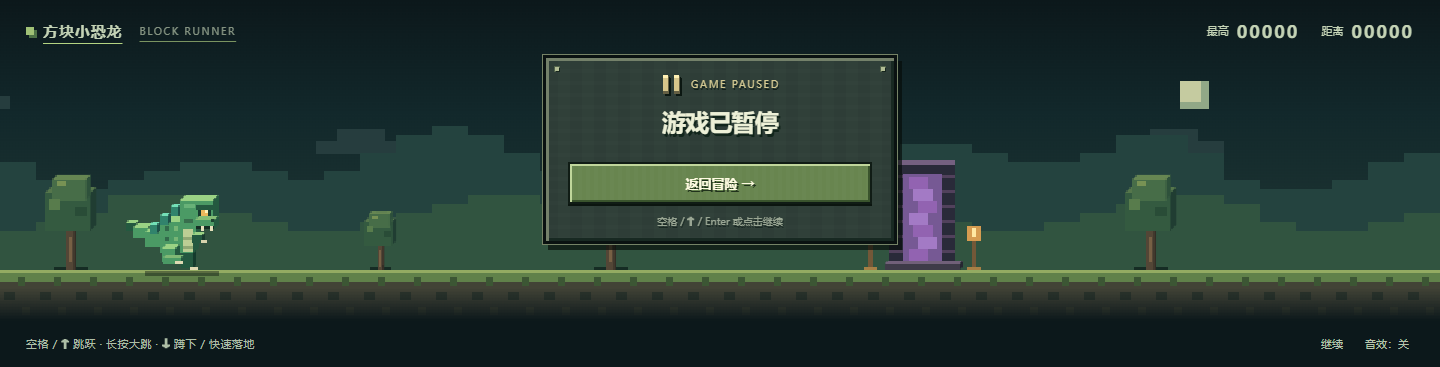 方块小恐龙 BLOCK RUNNER
最高 00000 距离 00000
GAME PAUSED
游戏已暂停
返回冒险 →
空格 / ↑ / Enter 或点击继续
空格 / ↑ 跳跃 · 长按大跳 · ↓ 蹲下 / 快速落地
继续 音效: 关